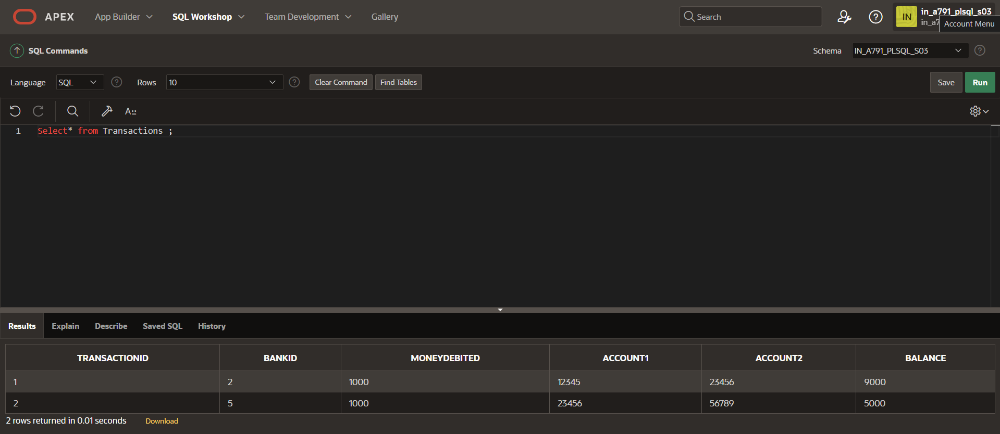 APEX App Builder SQL Workshop Team Development Gallery Search in_a791_plsql_s03
IN in_a7 Account Menu
SQL Commands Schema IN_A791_PLSQL_S03
Language SQL Rows 10 Clear Command Find Tables Save Run
A::
1 Select* from Transactions ;
Results Explain Describe Saved SQL History
TRANSACTIONID BANKID MONEYDEBITED ACCOUNT1 ACCOUNT2 BALANCE
1 2 1000 12345 23456 9000
2 5 1000 23456 56789 5000
2 rows returned in 0.01 seconds Download